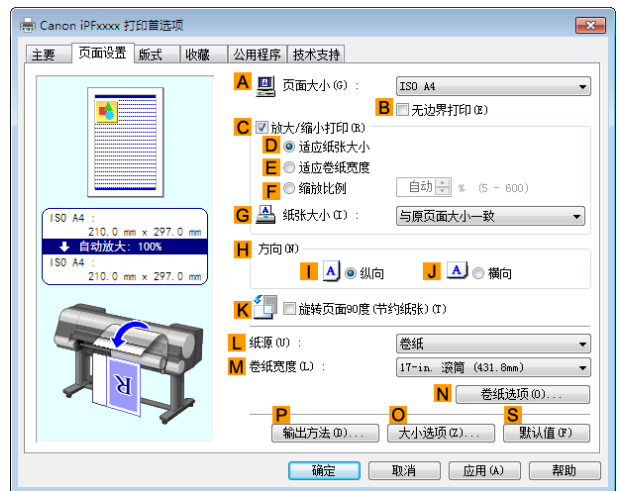 Canon iPFxxxx 打印首选项
主要 页面设置 版式 收藏 公用程序 技术支持
A 页面大小(G) : ISO A4
B 无边界打印(E)
C 放大/缩小打印(R)
D 适应纸张大小
E 适应卷纸宽度
F 缩放比例 自动 % (5 - 600)
G 纸张大小(I) : 与原页面大小一致
ISO A4 :
210.0 mm x 297.0 mm
自动放大: 100%
ISO A4 :
210.0 mm x 297.0 mm
H 方向(N)
I A 纵向 J A 横向
K 旋转页面90度(节约纸张)(T)
L 纸源(U) : 卷纸
M 卷纸宽度(L) : 17-in. 滚筒 (431.8mm)
R
N 卷纸选项(O)...
P O S
输出方法(D)... 大小选项(Z)... 默认值(F)
确定 取消 应用(A) 帮助